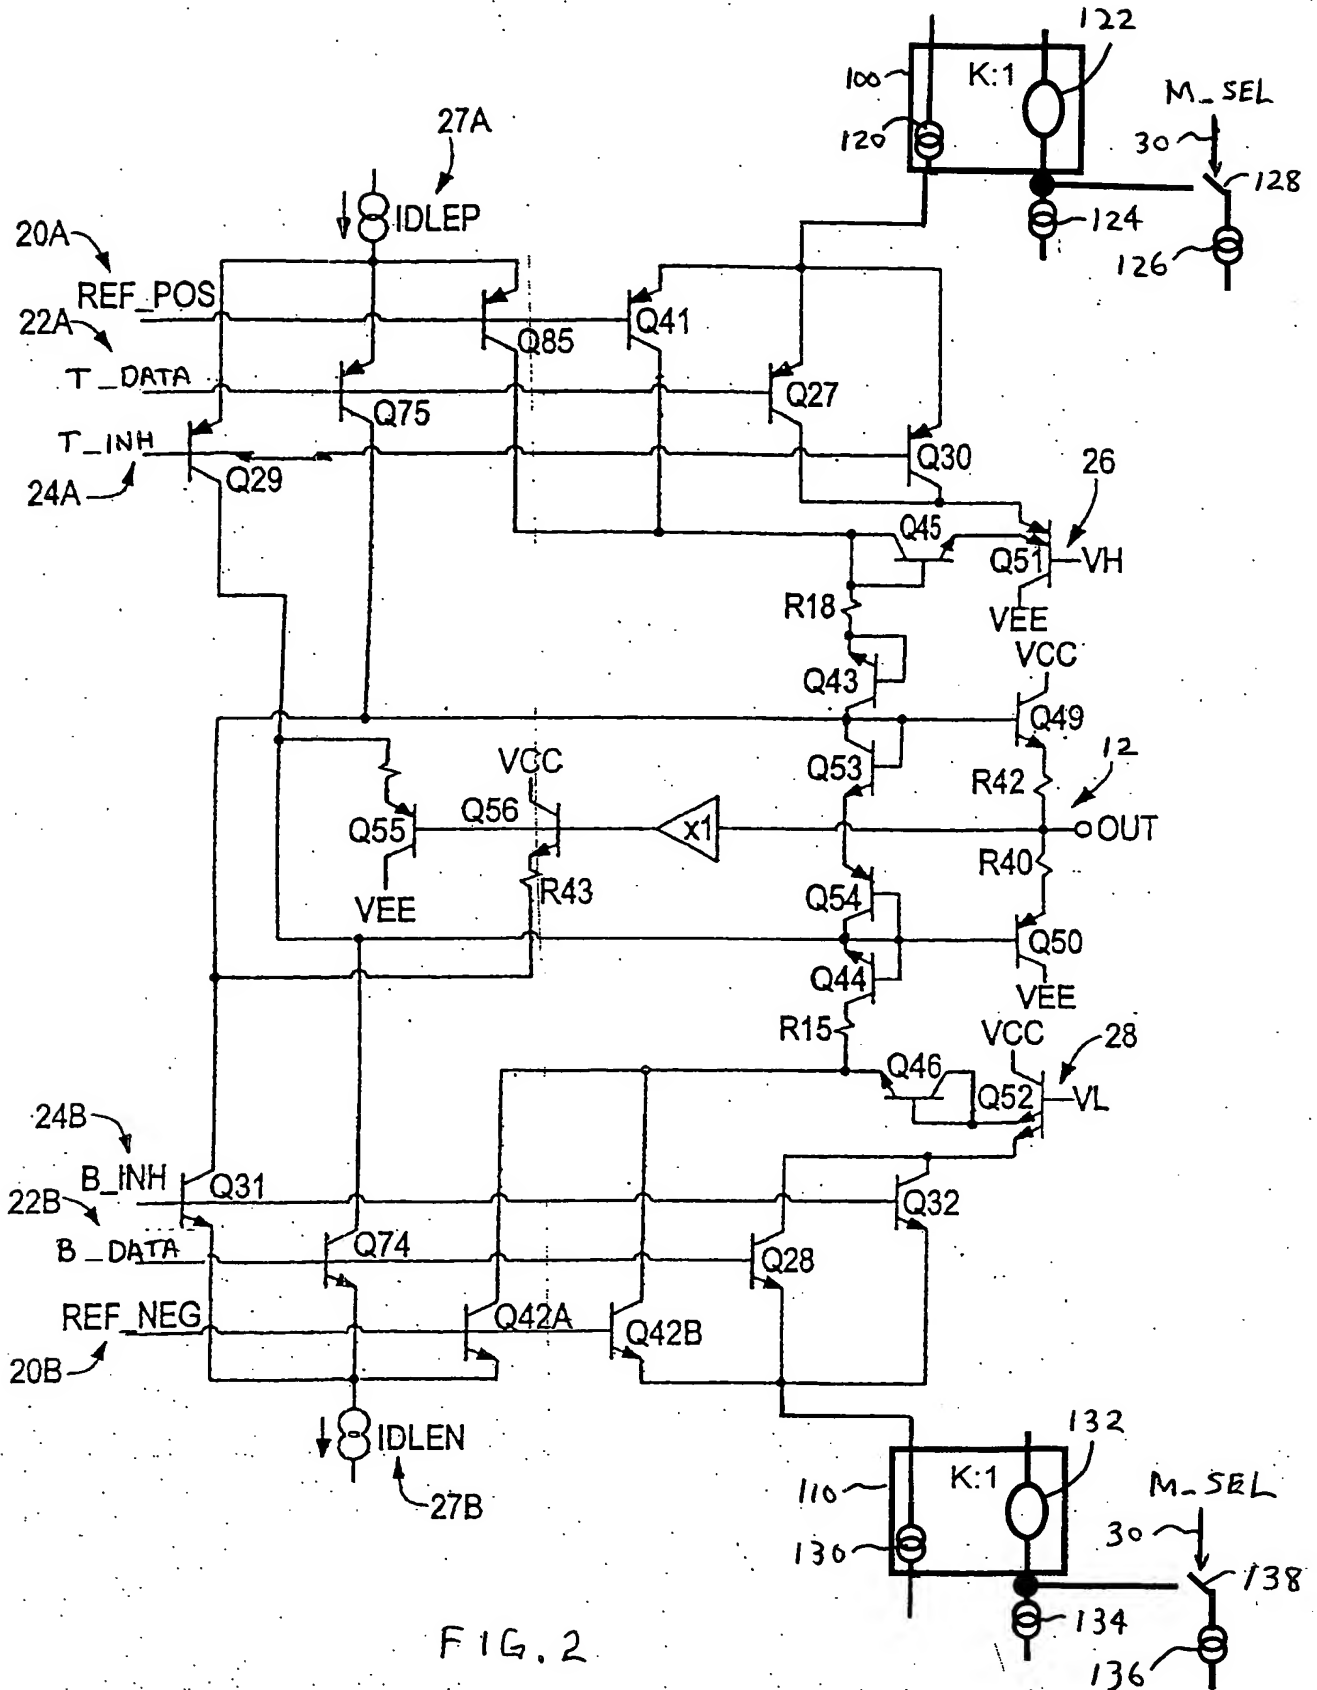 122
100
K:1
M_SEL
120
30
128
27A
124
IDLEP
20A
126
REF_POS
22A
Q85
Q41
T_DATA
Q27
Q75
T_INH
Q30
24A
Q29
26
Q45
Q51
VH
R18
VEE
VCC
Q43
Q49
12
VCC
Q53
R42
Q56
Q55
x1
OUT
R40
R43
Q54
VEE
Q50
Q44
VEE
R15
VCC
28
Q46
Q52
VL
24B
B_INH
Q31
Q32
22B
Q74
B_DATA
Q28
REF_NEG
Q42A
Q42B
20B
132
IDLEN
110
K:1
M_SEL
27B
30
130
138
134
FIG. 2
136